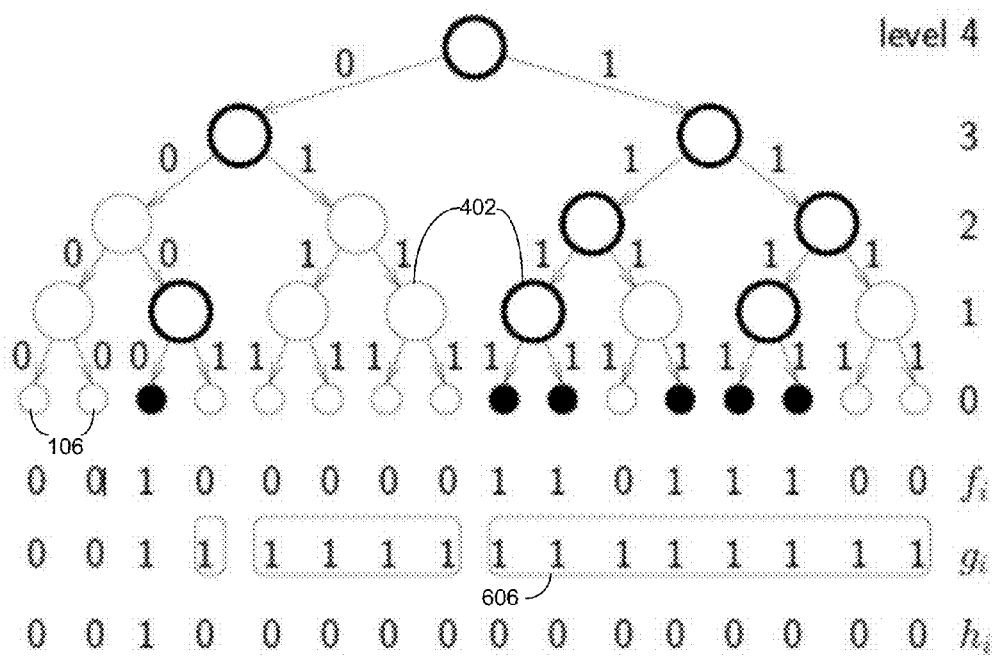 level 4
0 1
3
0 1 1 1
402
2
0 0 1 1 1 1 1 1
1
0 0 0 1 1 1 1 1 1 1 1 1 1 1 1 1
0
106
0 0 1 0 0 0 0 0 1 1 0 1 1 1 0 0 fᵢ
0 0 1 1 1 1 1 1 1 1 1 1 1 1 1 1 gᵢ
606
0 0 1 0 0 0 0 0 0 0 0 0 0 0 0 0 hᵢ